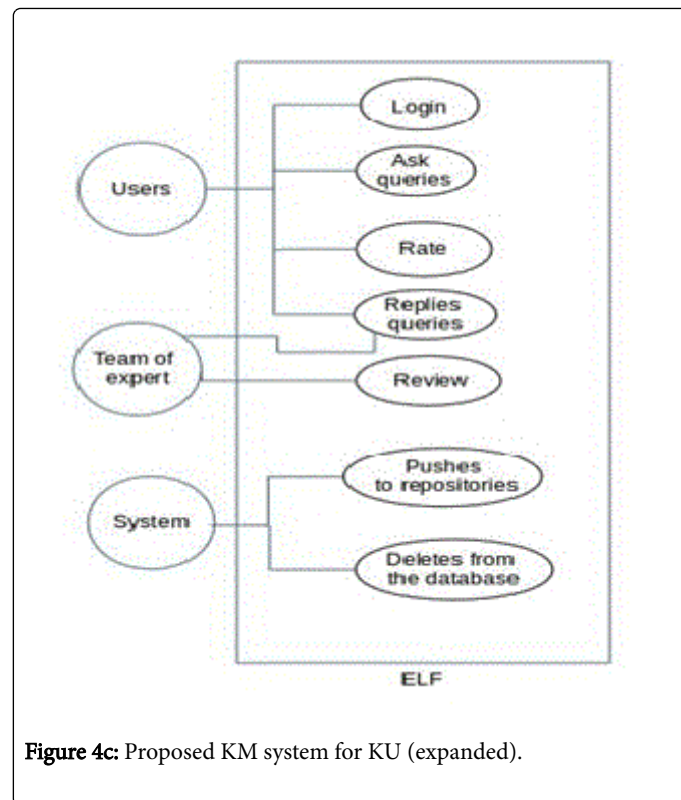 Login
Ask
queries
Users
Rate
Replies
queries
Team of
expert
Review
Pushes
to repositories
System
Deletes from
the database
ELF
Figure 4c: Proposed KM system for KU (expanded).